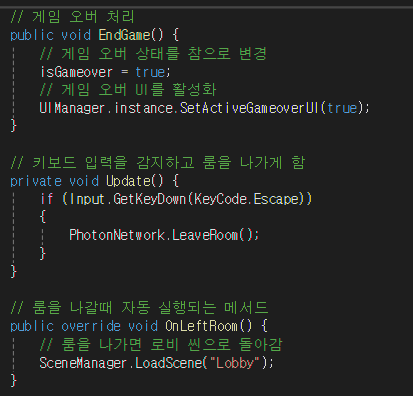 // 게임 오버 처리
public void EndGame() {
// 게임 오버 상태를 참으로 변경
isGameover = true;
// 게임 오버 UI를 활성화
UIManager.instance.SetActiveGameoverUI(true);
}
// 키보드 입력을 감지하고 룸을 나가게 함
private void Update() {
if (Input.GetKeyDown(KeyCode.Escape))
{
PhotonNetwork.LeaveRoom();
}
}
// 룸을 나갈때 자동 실행되는 메서드
public override void OnLeftRoom() {
// 룸을 나가면 로비 씬으로 돌아감
SceneManager.LoadScene("Lobby");
}